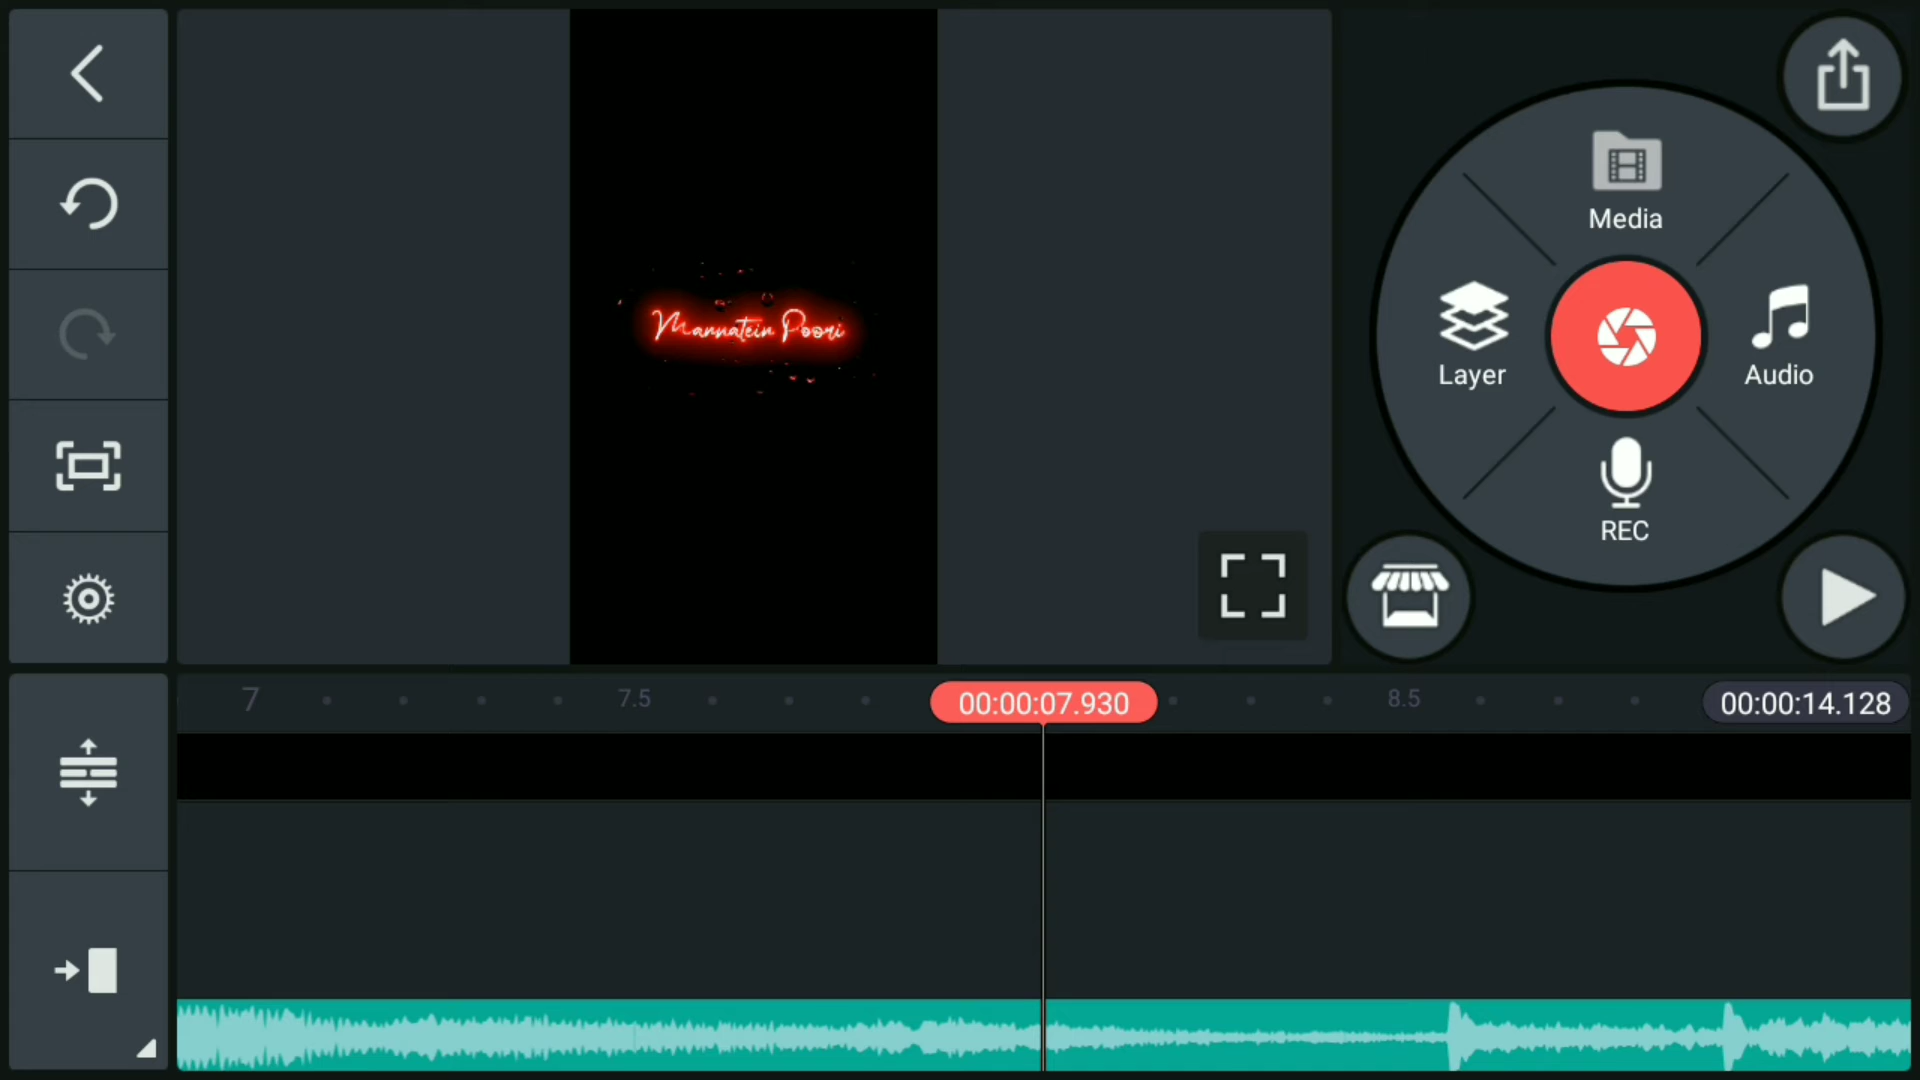 Mannatein Poori
Media
Layer
Audio
REC
7
7.5
00:00:07.930
8.5
00:00:14.128